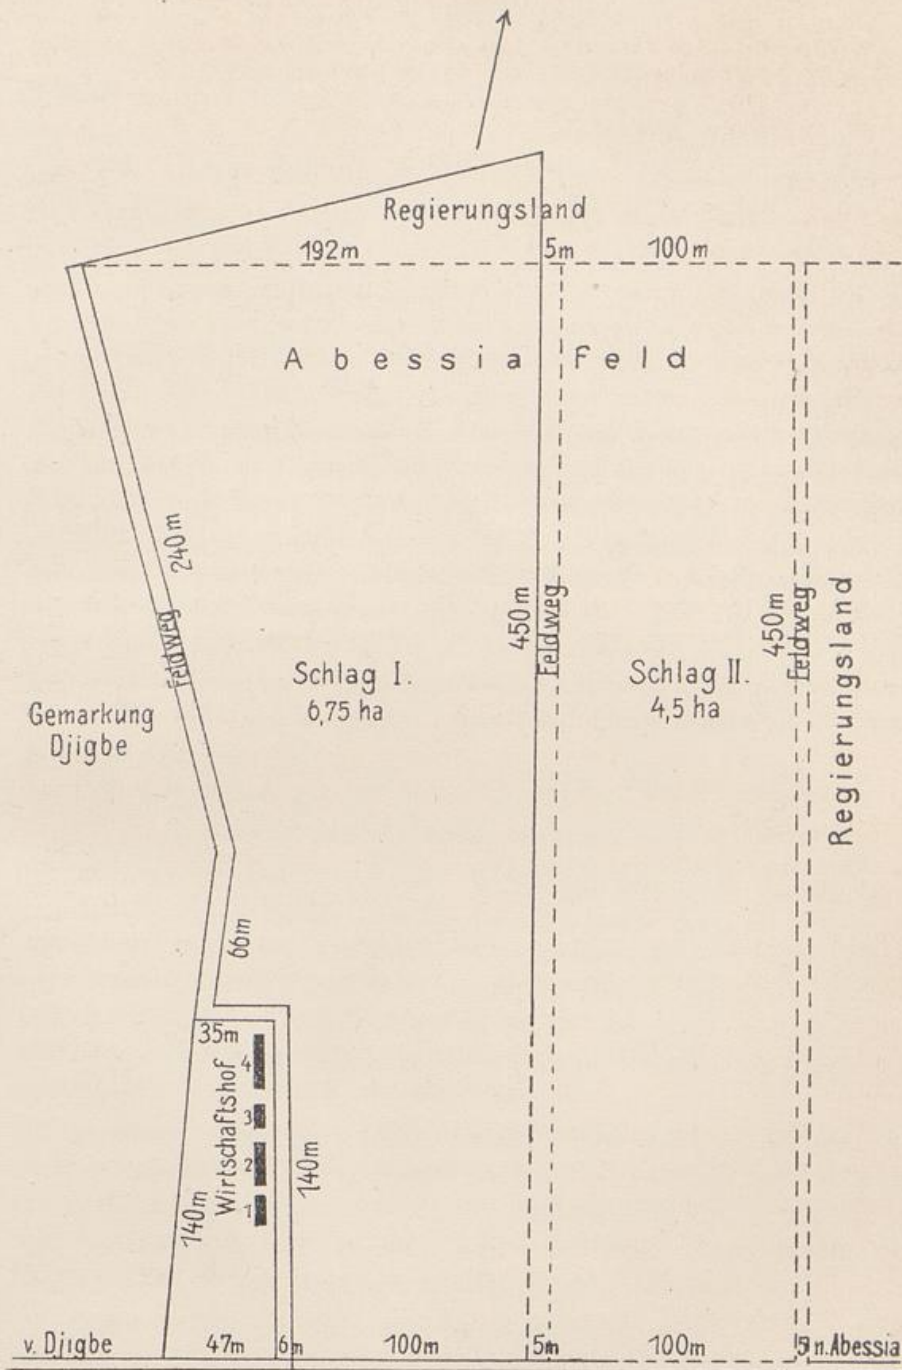 Regierungsland
192m 5m 100m
Abessia Feld
240m
Feldweg
450m
Feldweg
450m
Feldweg
Regierungsland
Schlag I.
6,75 ha
Schlag II.
4,5 ha
Gemarkung
Djigbe
66m
35m
Wirtschaftshof
4
3
2
1
140m
140m
v. Djigbe 47m 6m 100m 5m 100m 5 n. Abessia